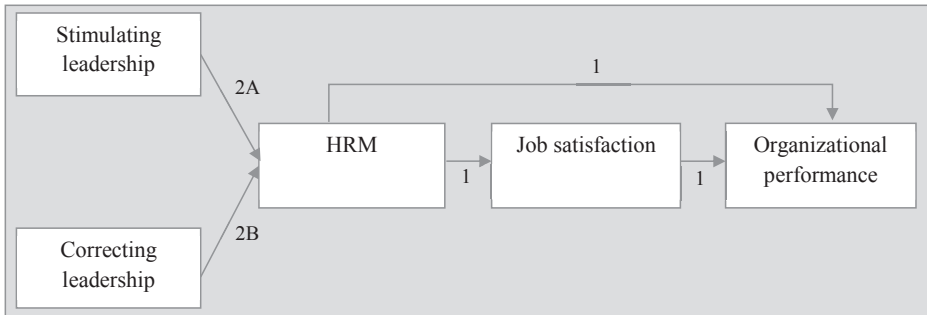 Stimulating
leadership
2A
1
HRM
Job satisfaction
Organizational
performance
1
1
2B
Correcting
leadership